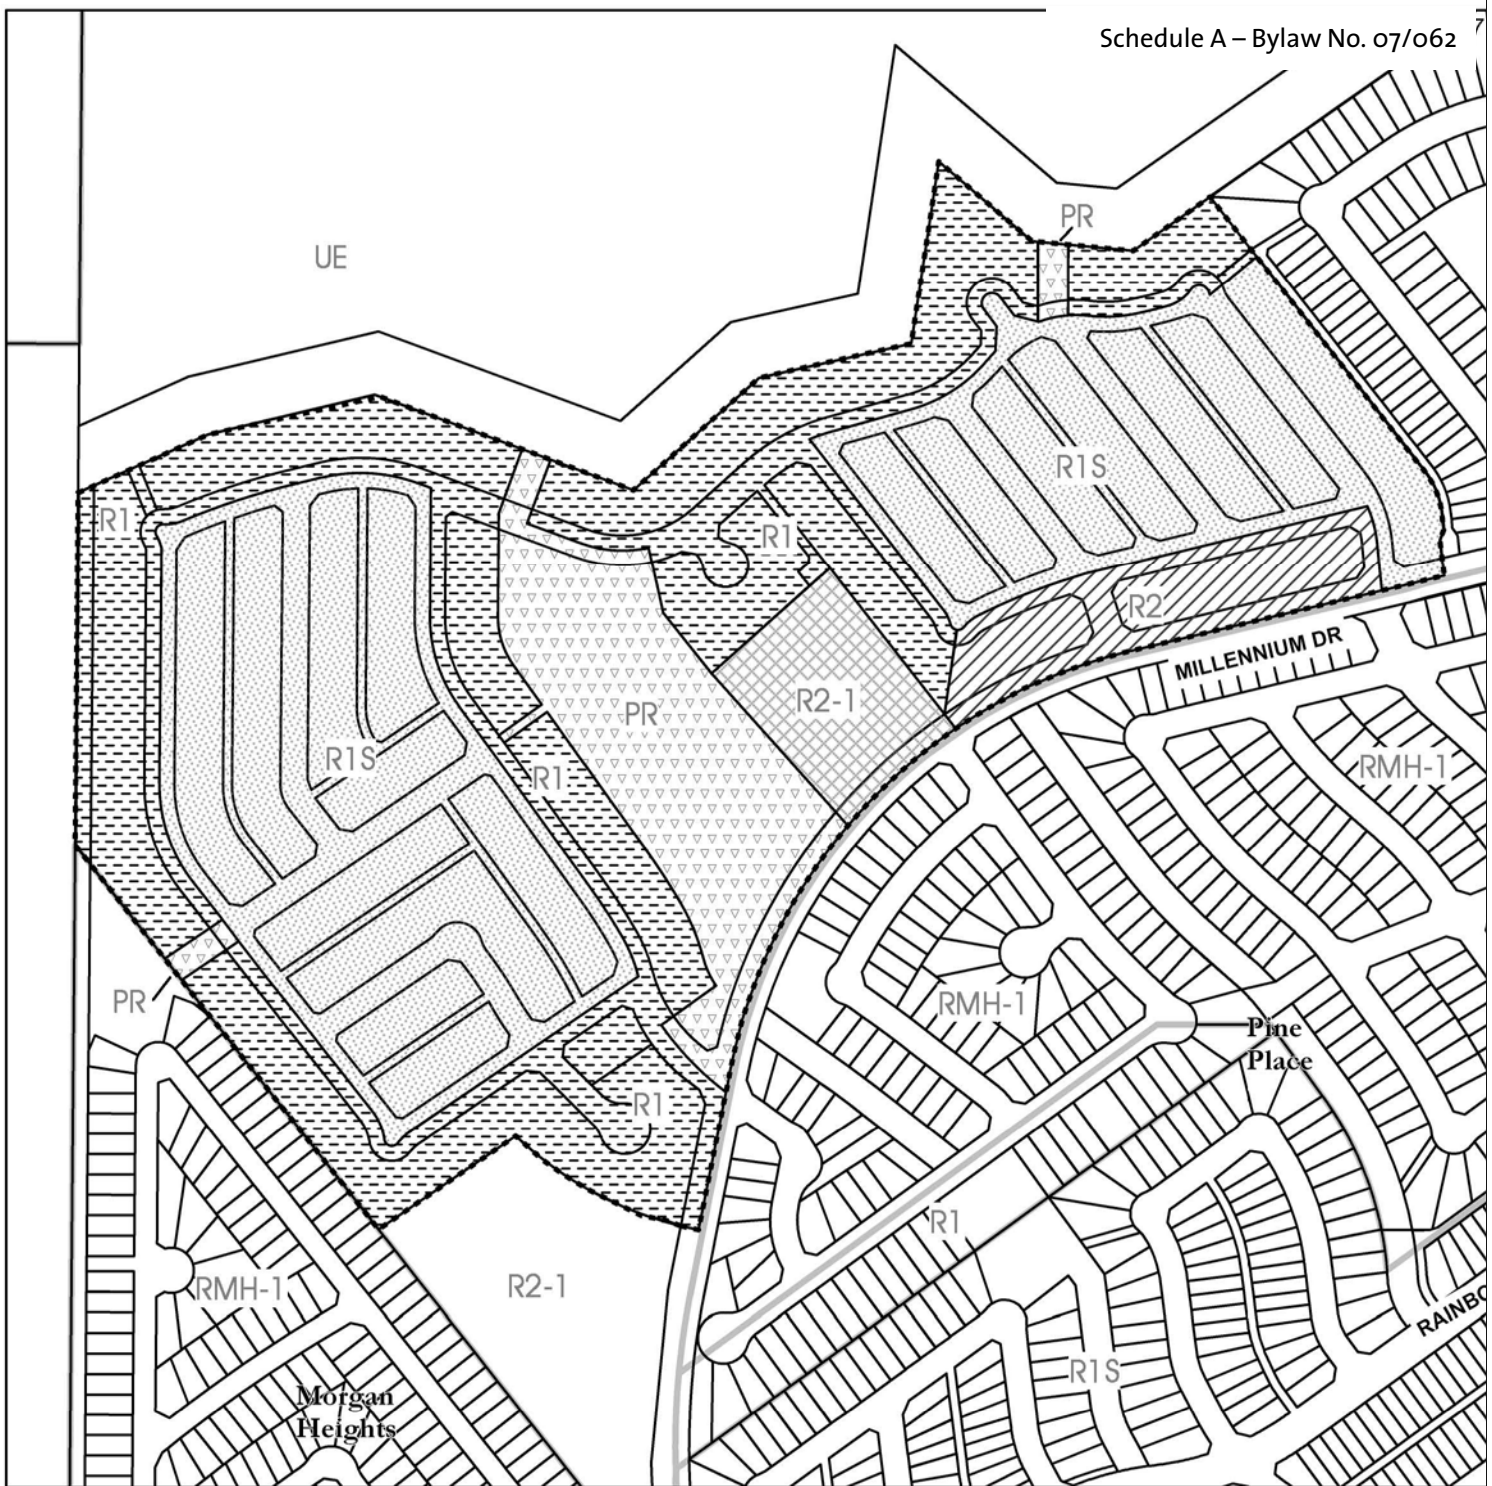 Schedule A – Bylaw No. 07/062
PR
UE
R1S
R1
R1
R2
MILLENNIUM DR
R2-1
PR
R1S
R1
RMH-1
PR
RMH-1
Pine
Place
R1
R1
RMH-1
R2-1
R1S
Morgan
Heights